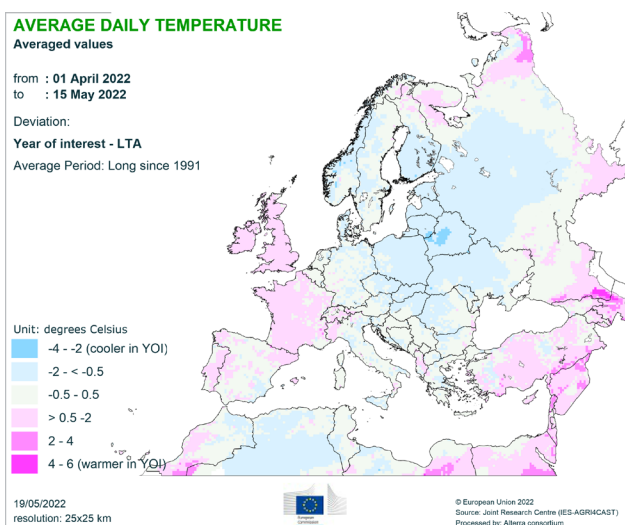 AVERAGE DAILY TEMPERATURE
Averaged values
from : 01 April 2022
to : 15 May 2022
Deviation:
Year of interest - LTA
Average Period: Long since 1991
Unit: degrees Celsius
-4 - -2 (cooler in YOI)
-2 - < -0.5
-0.5 - 0.5
> 0.5 -2
2 - 4
4 - 6 (warmer in YOI)
19/05/2022
resolution: 25x25 km
European
Commission
© European Union 2022
Source: Joint Research Centre (IES-AGRI4CAST)
Processed by: Alterra consortium